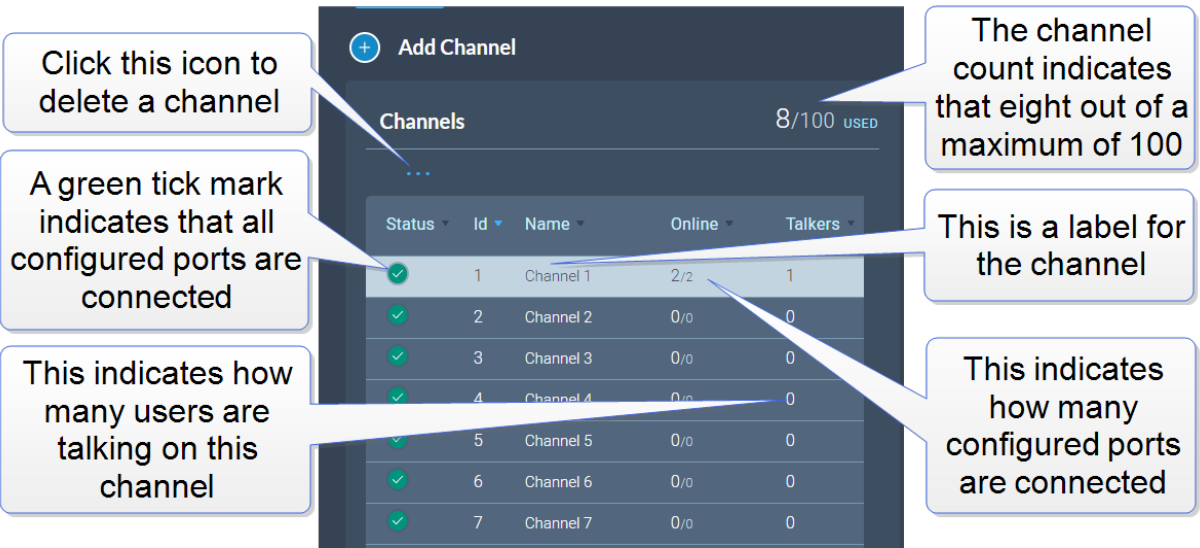 Click this icon to
delete a channel
A green tick mark
indicates that all
configured ports are
connected
This indicates how
many users are
talking on this
channel
+ Add Channel
Channels 8/100 USED
...
Status Id Name Online Talkers
1 Channel 1 2/2 1
2 Channel 2 0/0 0
3 Channel 3 0/0 0
4 Channel 4 0/0 0
5 Channel 5 0/0 0
6 Channel 6 0/0 0
7 Channel 7 0/0 0
The channel
count indicates
that eight out of a
maximum of 100
This is a label for
the channel
This indicates
how many
configured ports
are connected